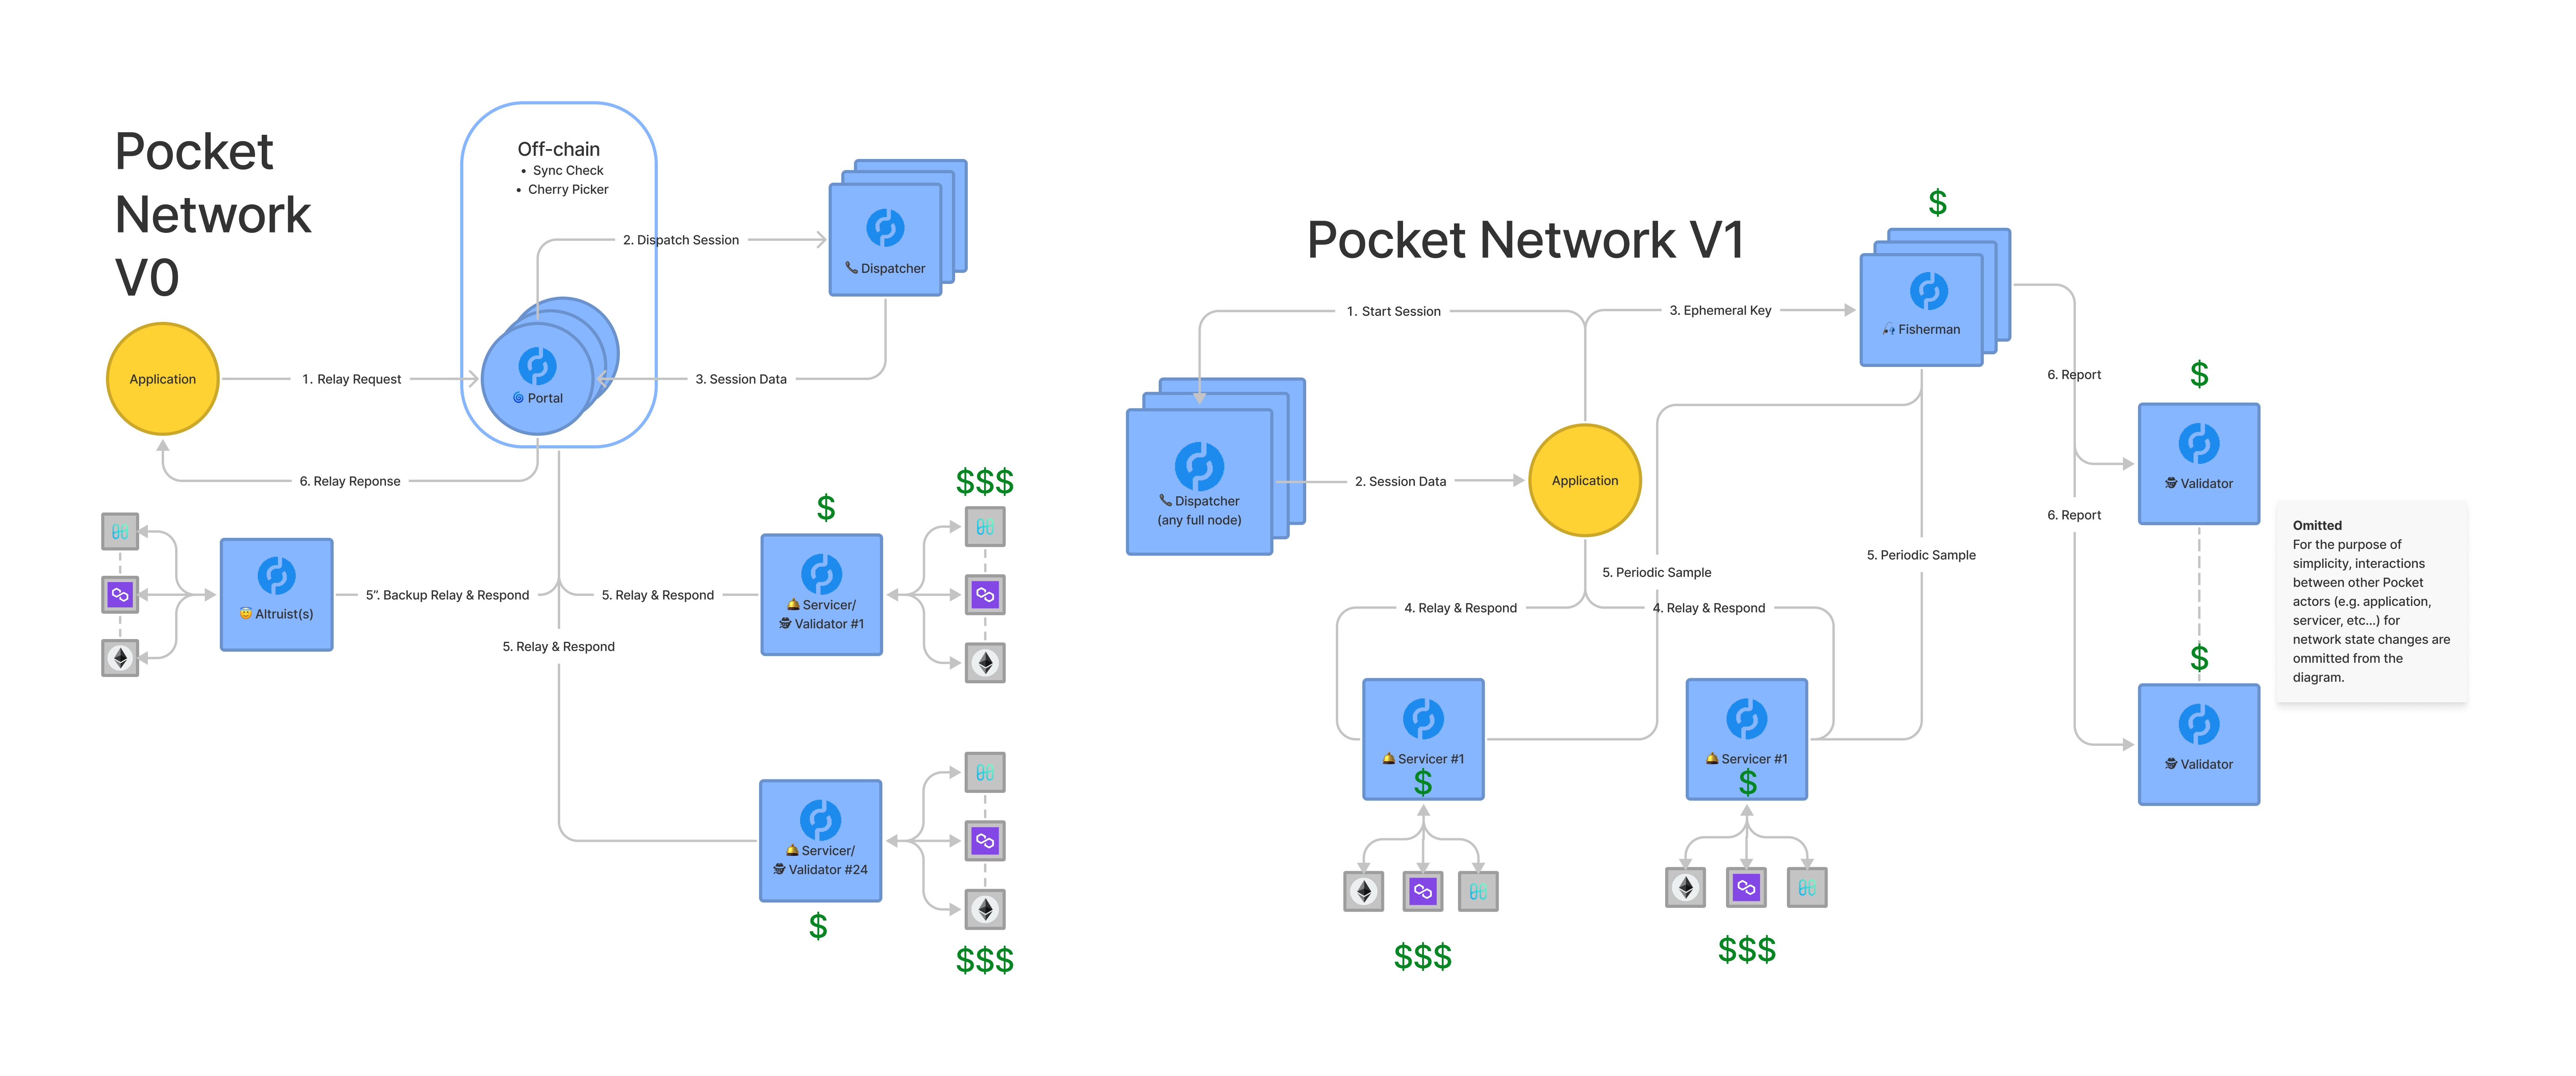 Pocket
Network
V0
Off-chain
• Sync Check
• Cherry Picker
2. Dispatch Session
📞 Dispatcher
Application
1. Relay Request
🌀 Portal
3. Session Data
6. Relay Reponse
$$$
$
😇 Altruist(s)
5”. Backup Relay & Respond
5. Relay & Respond
🛎 Servicer/
🕵 Validator #1
5. Relay & Respond
🛎 Servicer/
🕵 Validator #24
$
$$$
Pocket Network V1
$
1. Start Session
3. Ephemeral Key
🎣 Fisherman
6. Report
$
📞 Dispatcher
(any full node)
2. Session Data
Application
🕵 Validator
6. Report
5. Periodic Sample
5. Periodic Sample
4. Relay & Respond
4. Relay & Respond
🛎 Servicer #1
$
🛎 Servicer #1
$
$
🕵 Validator
$$$
$$$
Omitted
For the purpose of
simplicity, interactions
between other Pocket
actors (e.g. application,
servicer, etc...) for
network state changes are
ommitted from the
diagram.